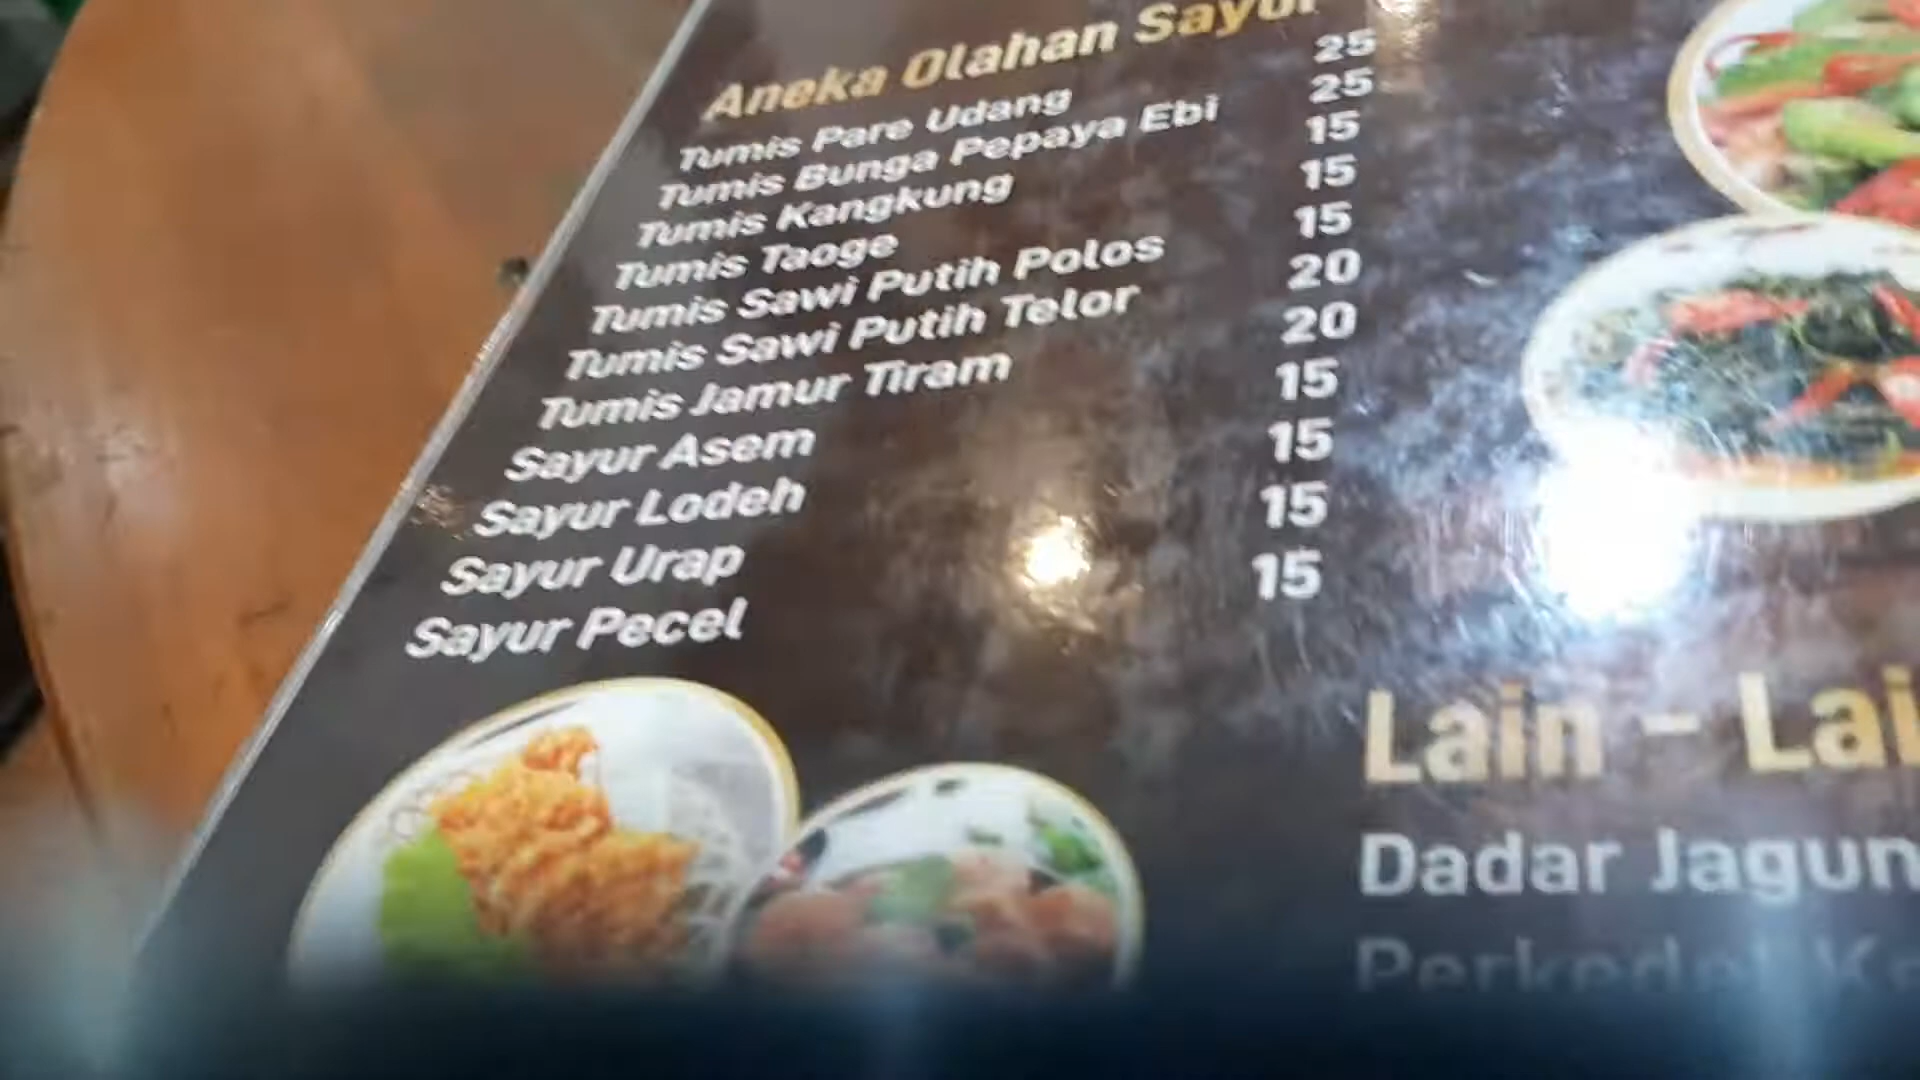 Aneka Olahan Sayur
Tumis Pare Udang 25
Tumis Bunga Pepaya Ebi 25
Tumis Kangkung 15
Tumis Taoge 15
Tumis Sawi Putih Polos 15
Tumis Sawi Putih Telor 20
Tumis Jamur Tiram 20
Sayur Asem 15
Sayur Lodeh 15
Sayur Urap 15
Sayur Pecel 15
Lain - Lai
Dadar Jagun
Perkedel Ke